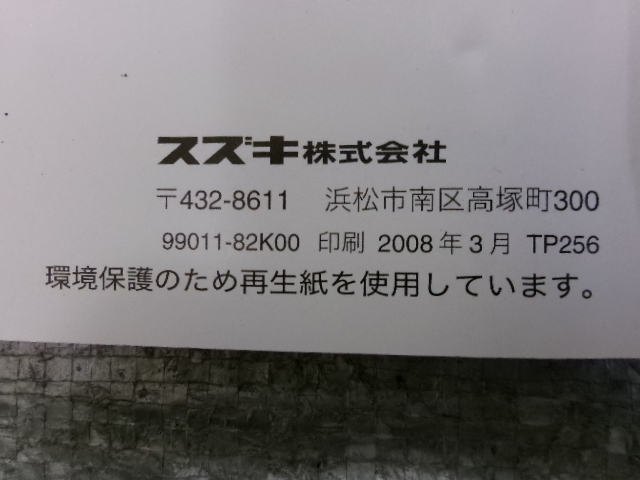 スズキ株式会社
〒432-8611 浜松市南区高塚町300
99011-82K00 印刷 2008年3月 TP256
環境保護のため再生紙を使用しています。